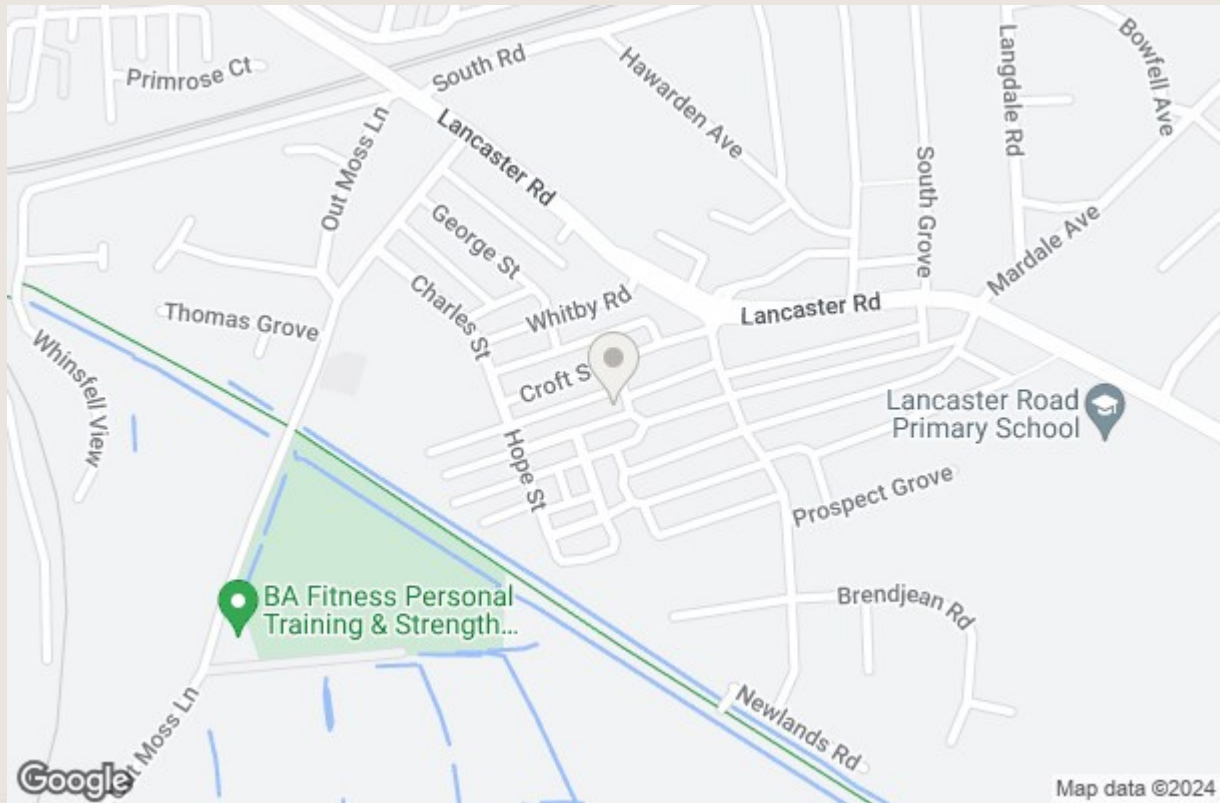 Primrose Ct
South Rd
Hawarden Ave
Langdale Rd
Bowfell Ave
Out Moss Ln
Lancaster Rd
South Grove
George St
Mardale Ave
Charles St
Whitby Rd
Lancaster Rd
Thomas Grove
Whinsfell View
Croft S
Lancaster Road
Primary School
Hope St
Prospect Grove
BA Fitness Personal
Training & Strength...
Brendjean Rd
Newlands Rd
Moss Ln
Google
Map data ©2024